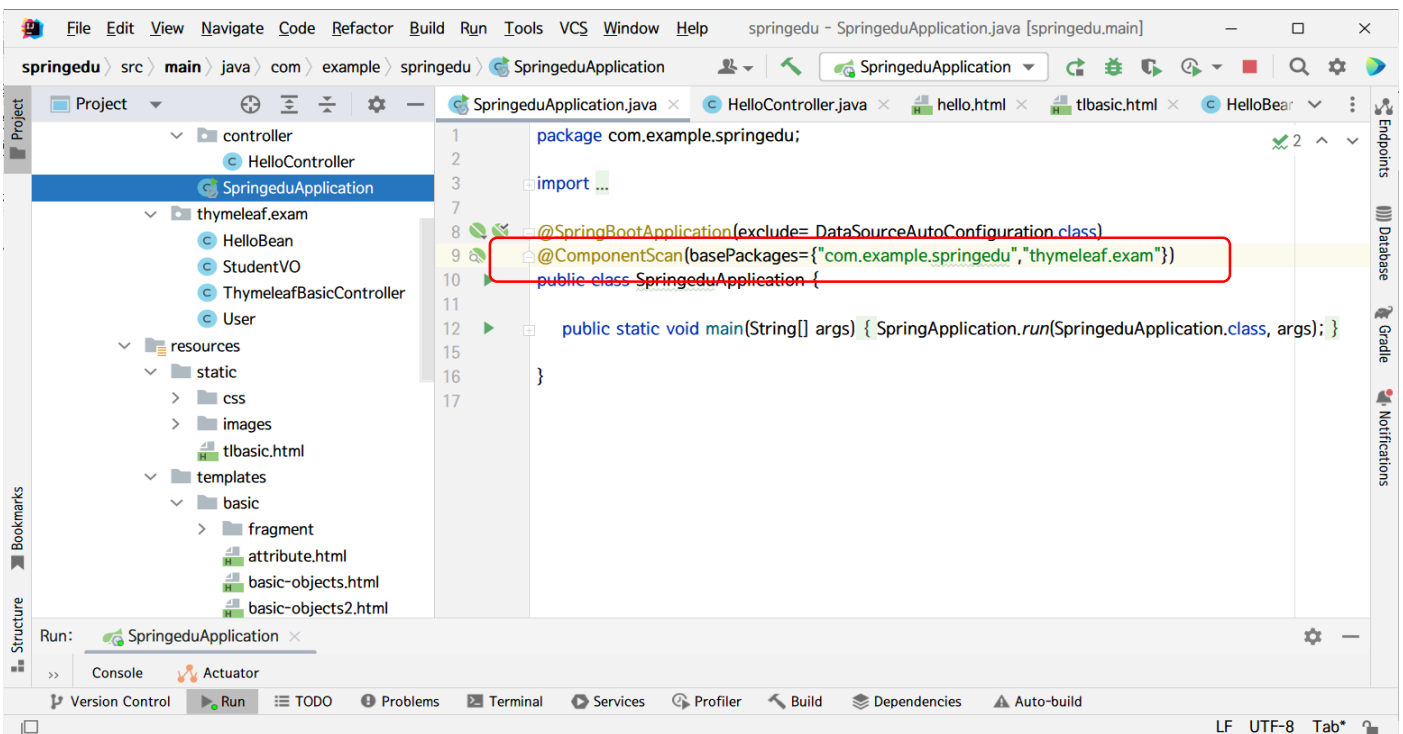 File Edit View Navigate Code Refactor Build Run Tools VCS Window Help springedu - SpringeduApplication.java [springedu.main]
springedu src main java com example springedu SpringeduApplication SpringeduApplication
Project
Project
SpringeduApplication.java HelloController.java hello.html tlbasic.html HelloBear
controller
HelloController
SpringeduApplication
thymeleaf.exam
HelloBean
StudentVO
ThymeleafBasicController
User
resources
static
css
images
tlbasic.html
templates
basic
fragment
attribute.html
basic-objects.html
basic-objects2.html
1 package com.example.springedu;
2
3 import ...
7
8 @SpringBootApplication(exclude= DataSourceAutoConfiguration.class)
9 @ComponentScan(basePackages={"com.example.springedu","thymeleaf.exam"})
10 public class SpringeduApplication {
11
12 public static void main(String[] args) { SpringApplication.run(SpringeduApplication.class, args); }
15
16 }
17
2
Endpoints
Database
Gradle
Notifications
Bookmarks
Structure
Run: SpringeduApplication
Console Actuator
Version Control Run TODO Problems Terminal Services Profiler Build Dependencies Auto-build
LF UTF-8 Tab*